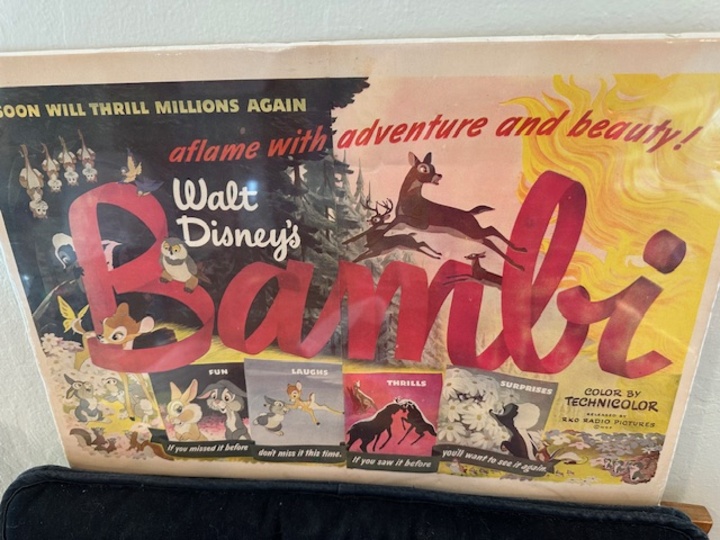 SOON WILL THRILL MILLIONS AGAIN
aflame with adventure and beauty!
Walt
Disney's
Bambi
FUN
LAUGHS
THRILLS
SURPRISES
If you missed it before
don't miss it this time.
If you saw it before
you'll want to see it again.
COLOR BY
TECHNICOLOR
RELEASED BY
RKO RADIO PICTURES